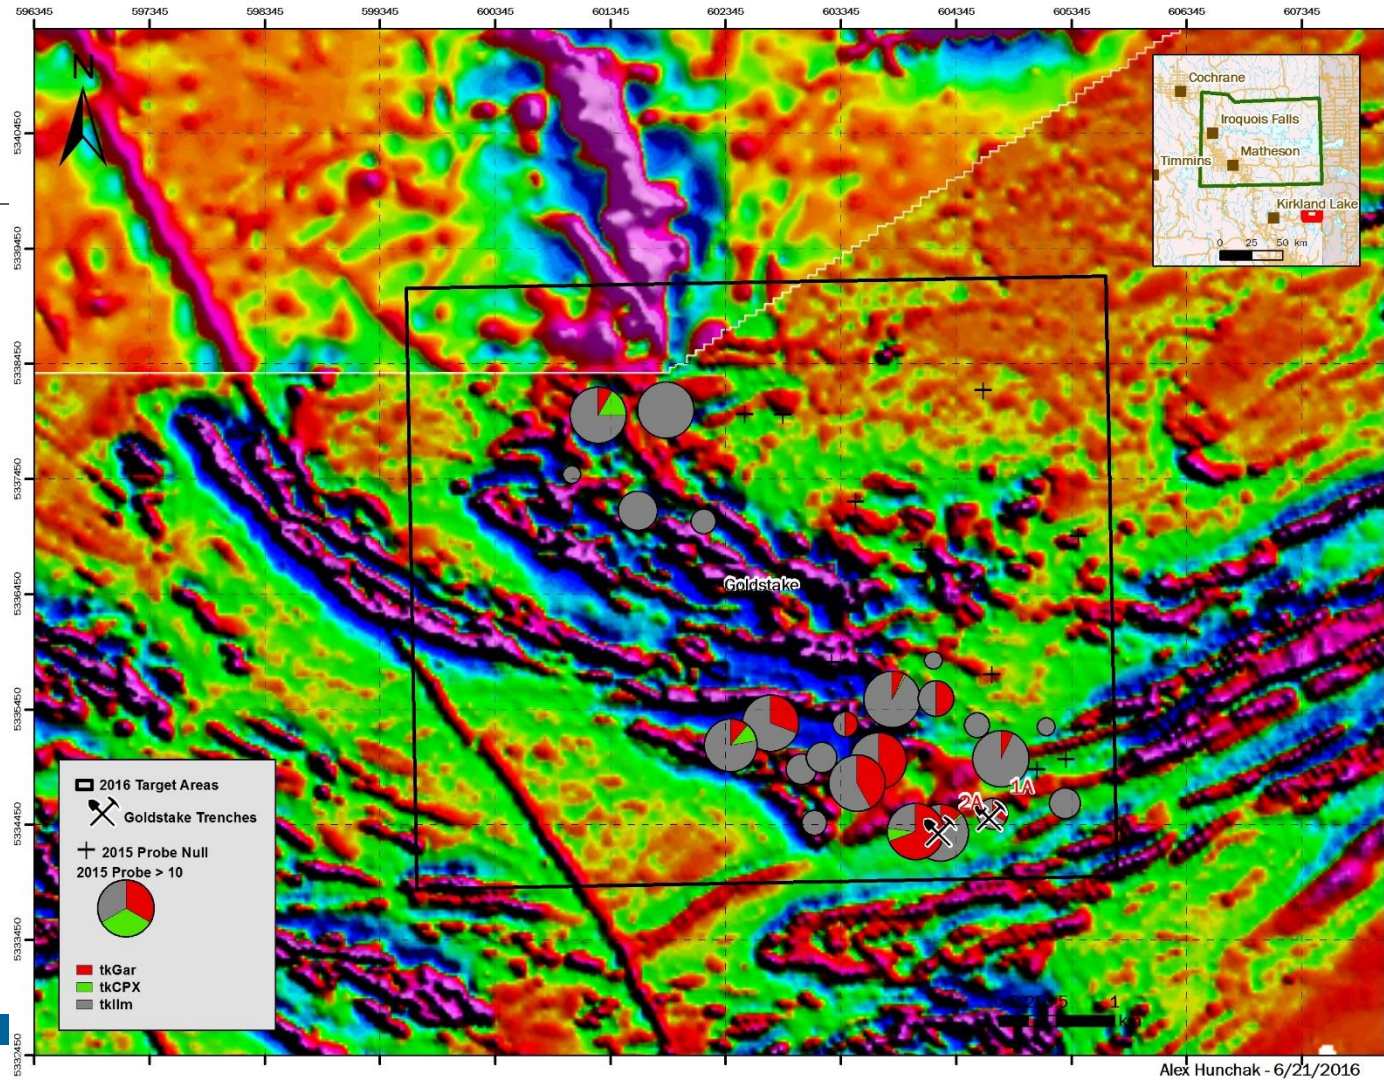 596345 597345 598345 599345 600345 601345 602345 603345 604345 605345 606345 607345
N
5340450
5339450
5338450
5337450
5336450
5335450
5334450
5333450
5332450
Cochrane
Iroquois Falls
Matheson
Timmins
Kirkland Lake
0 25 50 km
Goldstake
1A
2A
2016 Target Areas
Goldstake Trenches
2015 Probe Null
2015 Probe > 10
tkGar
tkCPX
tkIlm
1
km
Alex Hunchak - 6/21/2016